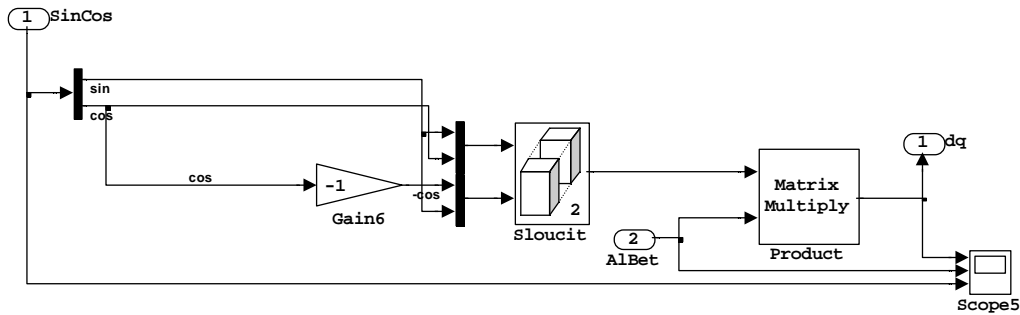 1 SinCos
sin
cos
cos
-1
-cos
Gain6
2
Sloucit
2
AlBet
Matrix
Multiply
Product
1
dq
Scope5